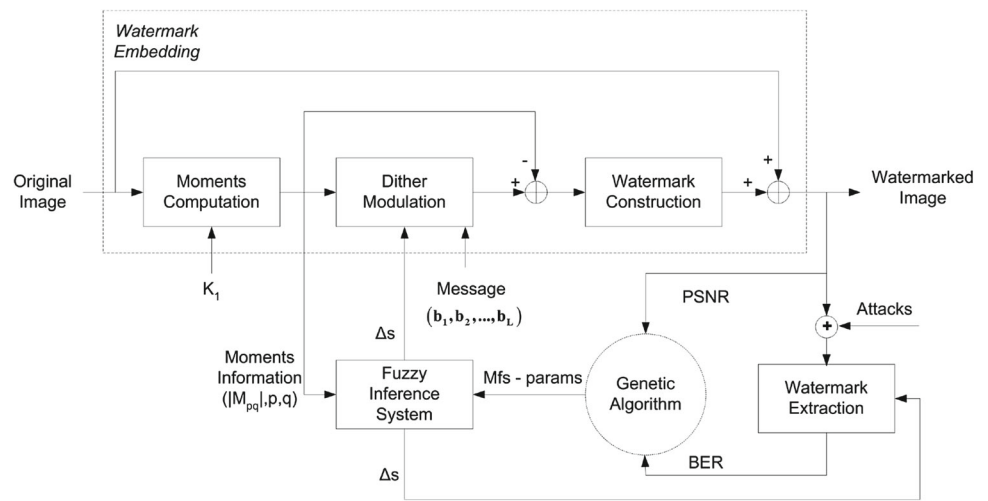 Watermark
Embedding
-
+
+
+
Original
Image
Moments
Computation
Dither
Modulation
Watermark
Construction
Watermarked
Image
K1
Message
(b1,b2,...,bL)
PSNR
+
Attacks
Δs
Moments
Information
(|Mpq|,p,q)
Fuzzy
Inference
System
Mfs - params
Genetic
Algorithm
Watermark
Extraction
Δs
BER